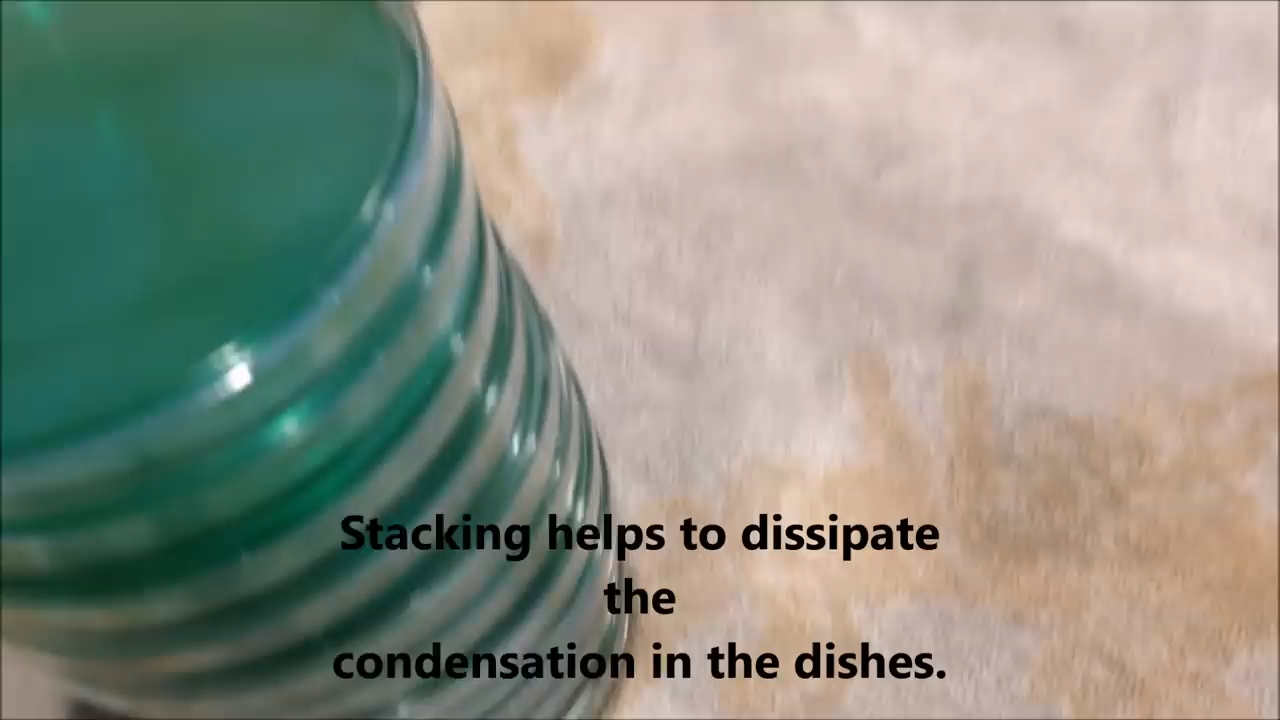 Stacking helps to dissipate
the
condensation in the dishes.